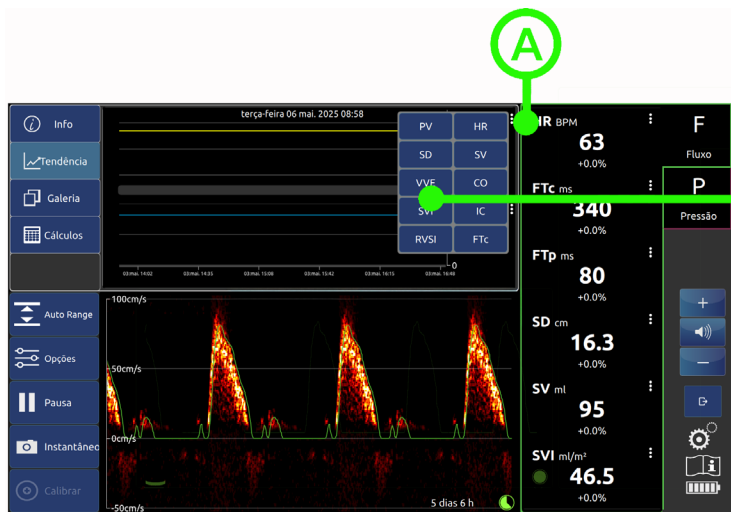 A
Info
Tendência
Galeria
Cálculos
Auto Range
Opções
Pausa
Instantâneo
Calibrar
terça-feira 06 mai. 2025 08:58
PV HR
SD SV
VVF CO
SVI IC
RVSI FTc
0
03:mai. 14:02 03:mai. 14:35 03:mai. 15:08 03:mai. 15:42 03:mai. 16:15 03:mai. 16:48
100cm/s
50cm/s
0cm/s
-50cm/s
5 dias 6 h
HR BPM
63
+0.0%
FTc ms
340
+0.0%
FTp ms
80
+0.0%
SD cm
16.3
+0.0%
SV ml
95
+0.0%
SVI ml/m²
46.5
+0.0%
F
Fluxo
P
Pressão
+
−